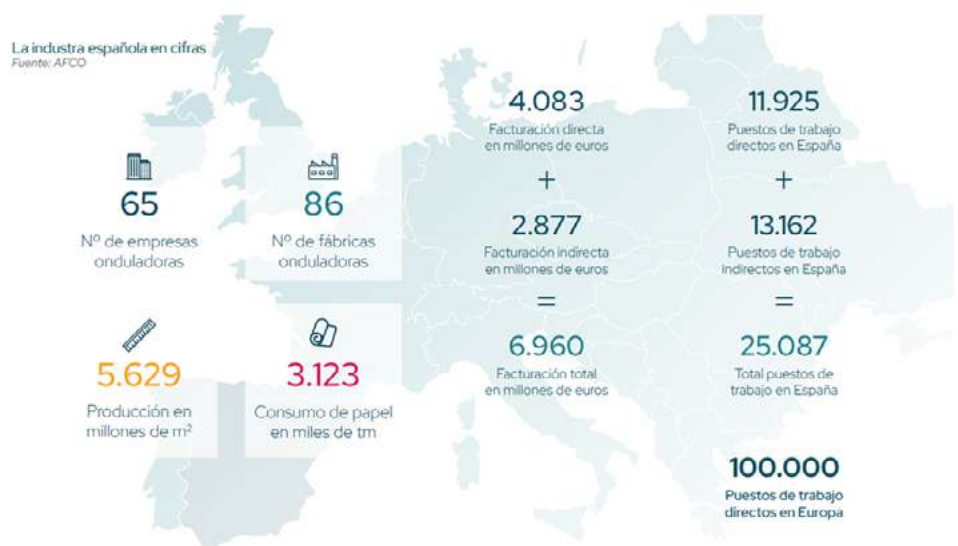 La industra española en cifras
Fuente: AFCO
65
Nº de empresas
onduladoras
86
Nº de fábricas
onduladoras
5.629
Producción en
millones de m²
3.123
Consumo de papel
en miles de tm
4.083
Facturación directa
en millones de euros
+
2.877
Facturación indirecta
en millones de euros
=
6.960
Facturación total
en millones de euros
11.925
Puestos de trabajo
directos en España
+
13.162
Puestos de trabajo
indirectos en España
=
25.087
Total puestos de
trabajo en España
100.000
Puestos de trabajo
directos en Europa